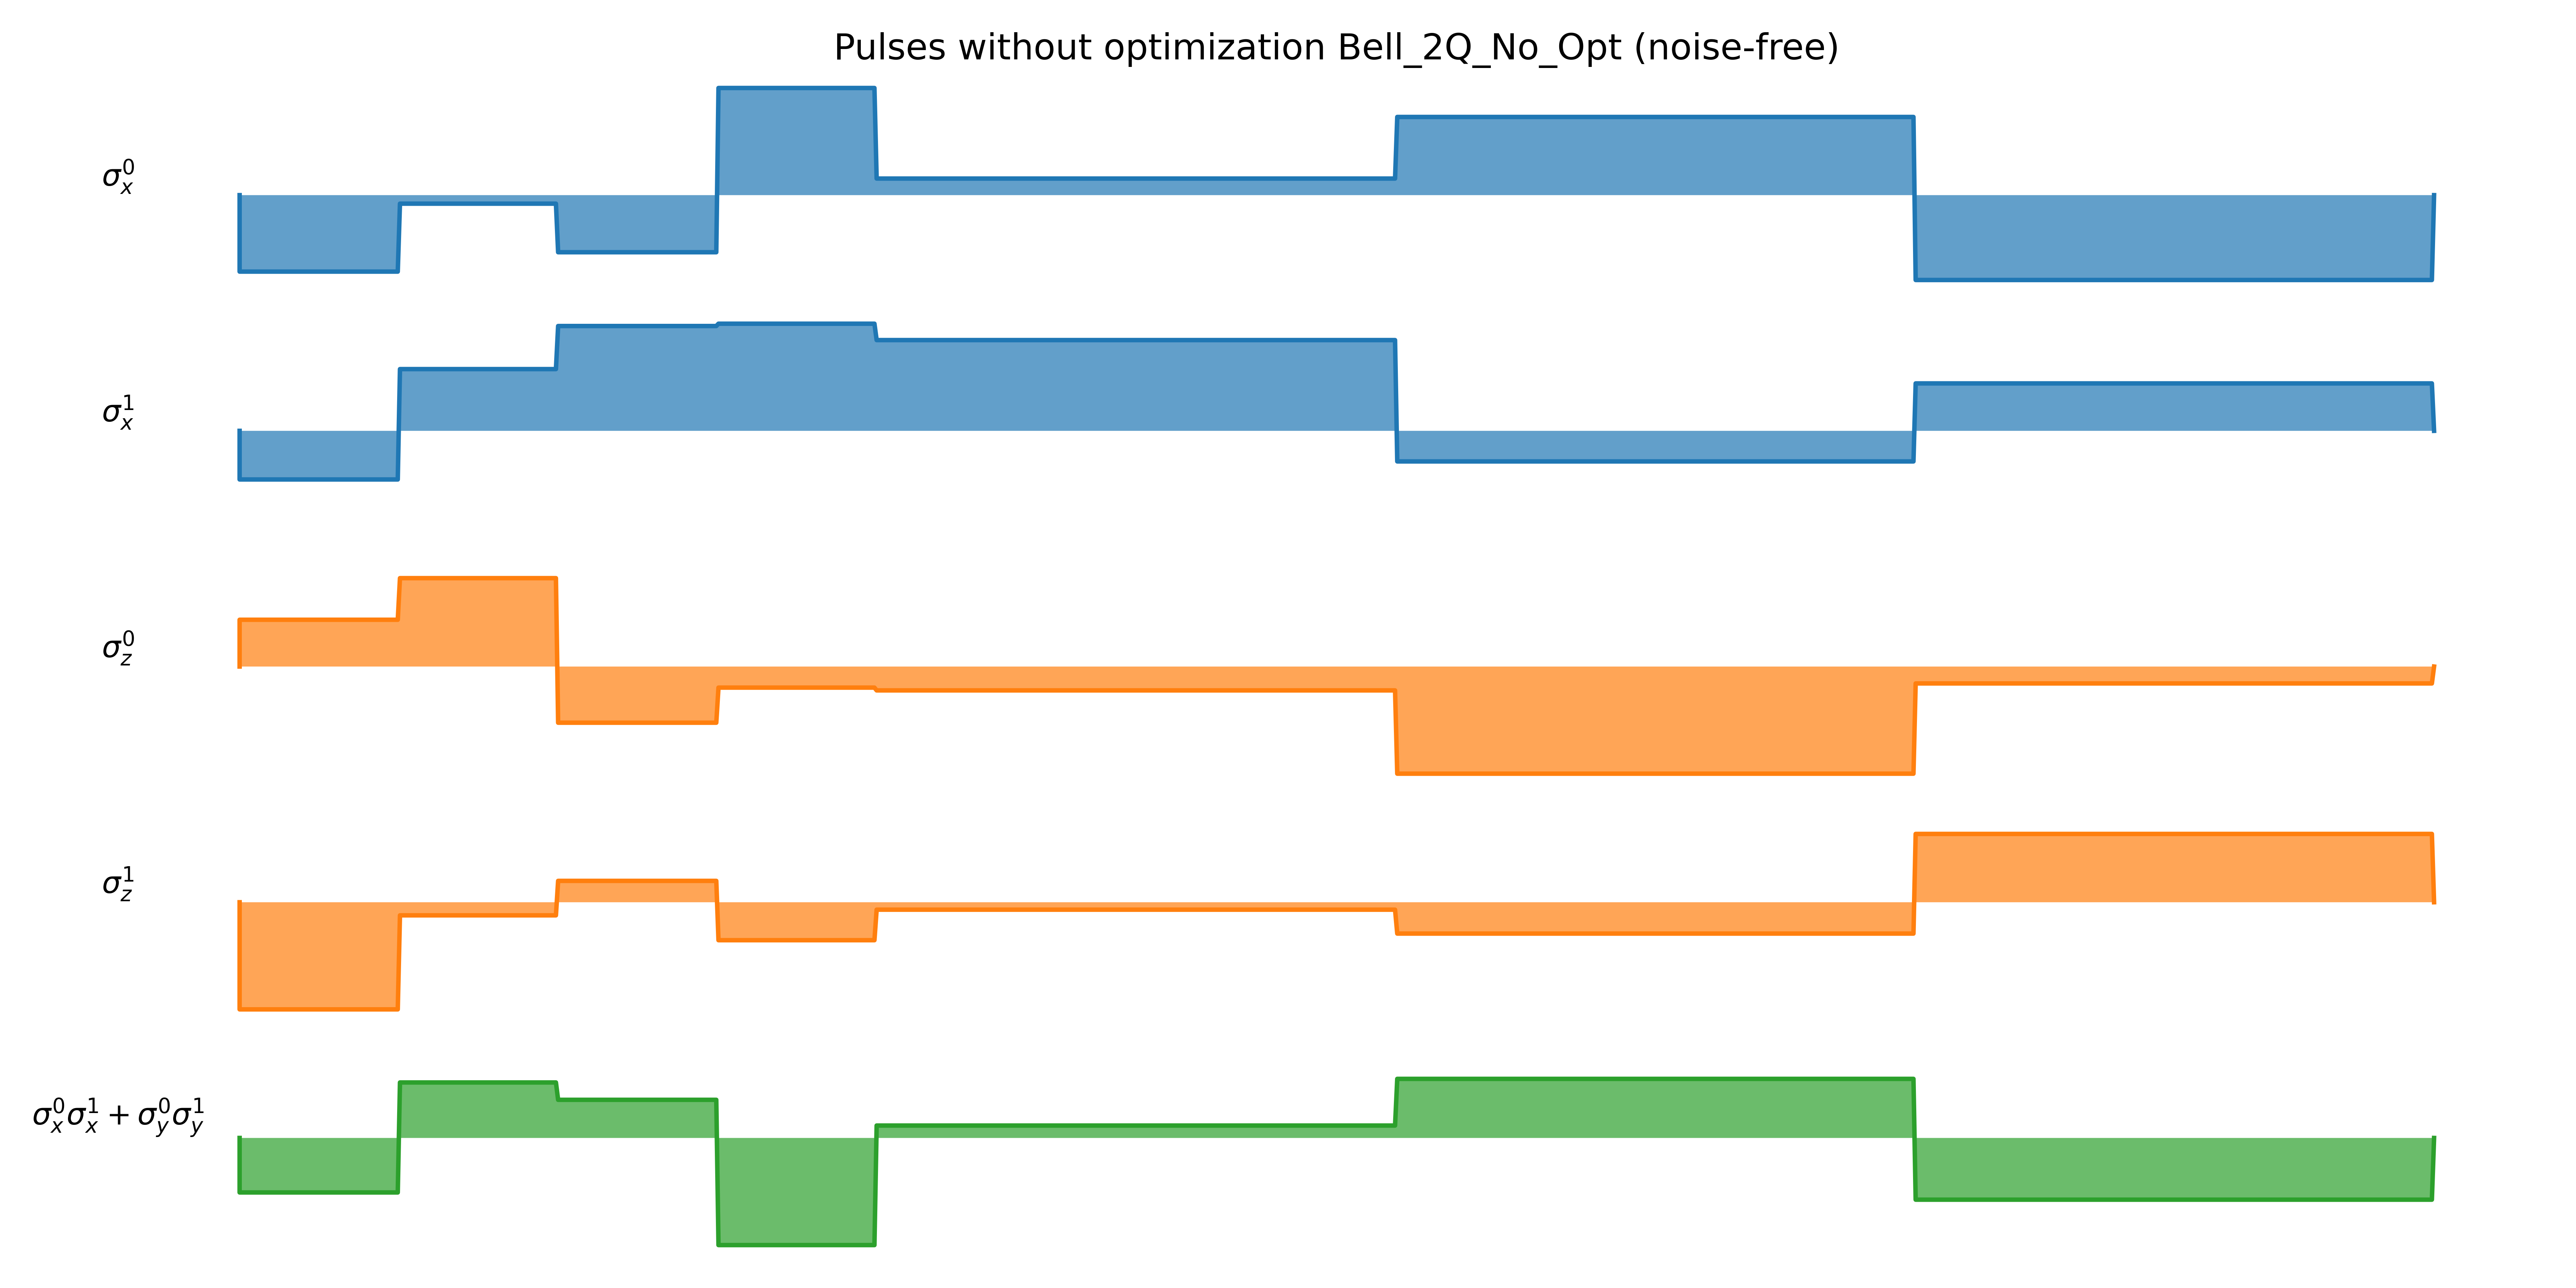 Pulses without optimization Bell_2Q_No_Opt (noise-free)
σ_x^0
σ_x^1
σ_z^0
σ_z^1
σ_x^0σ_x^1 + σ_y^0σ_y^1